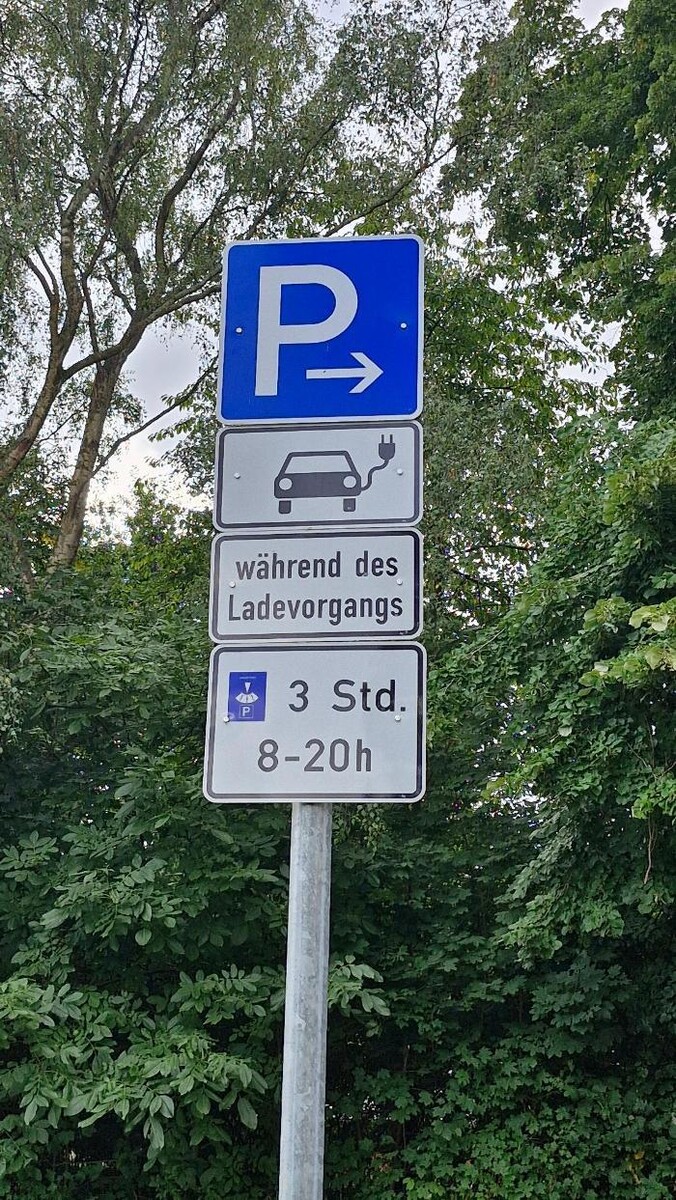 P
während des
Ladevorgangs
P
3 Std.
8-20h